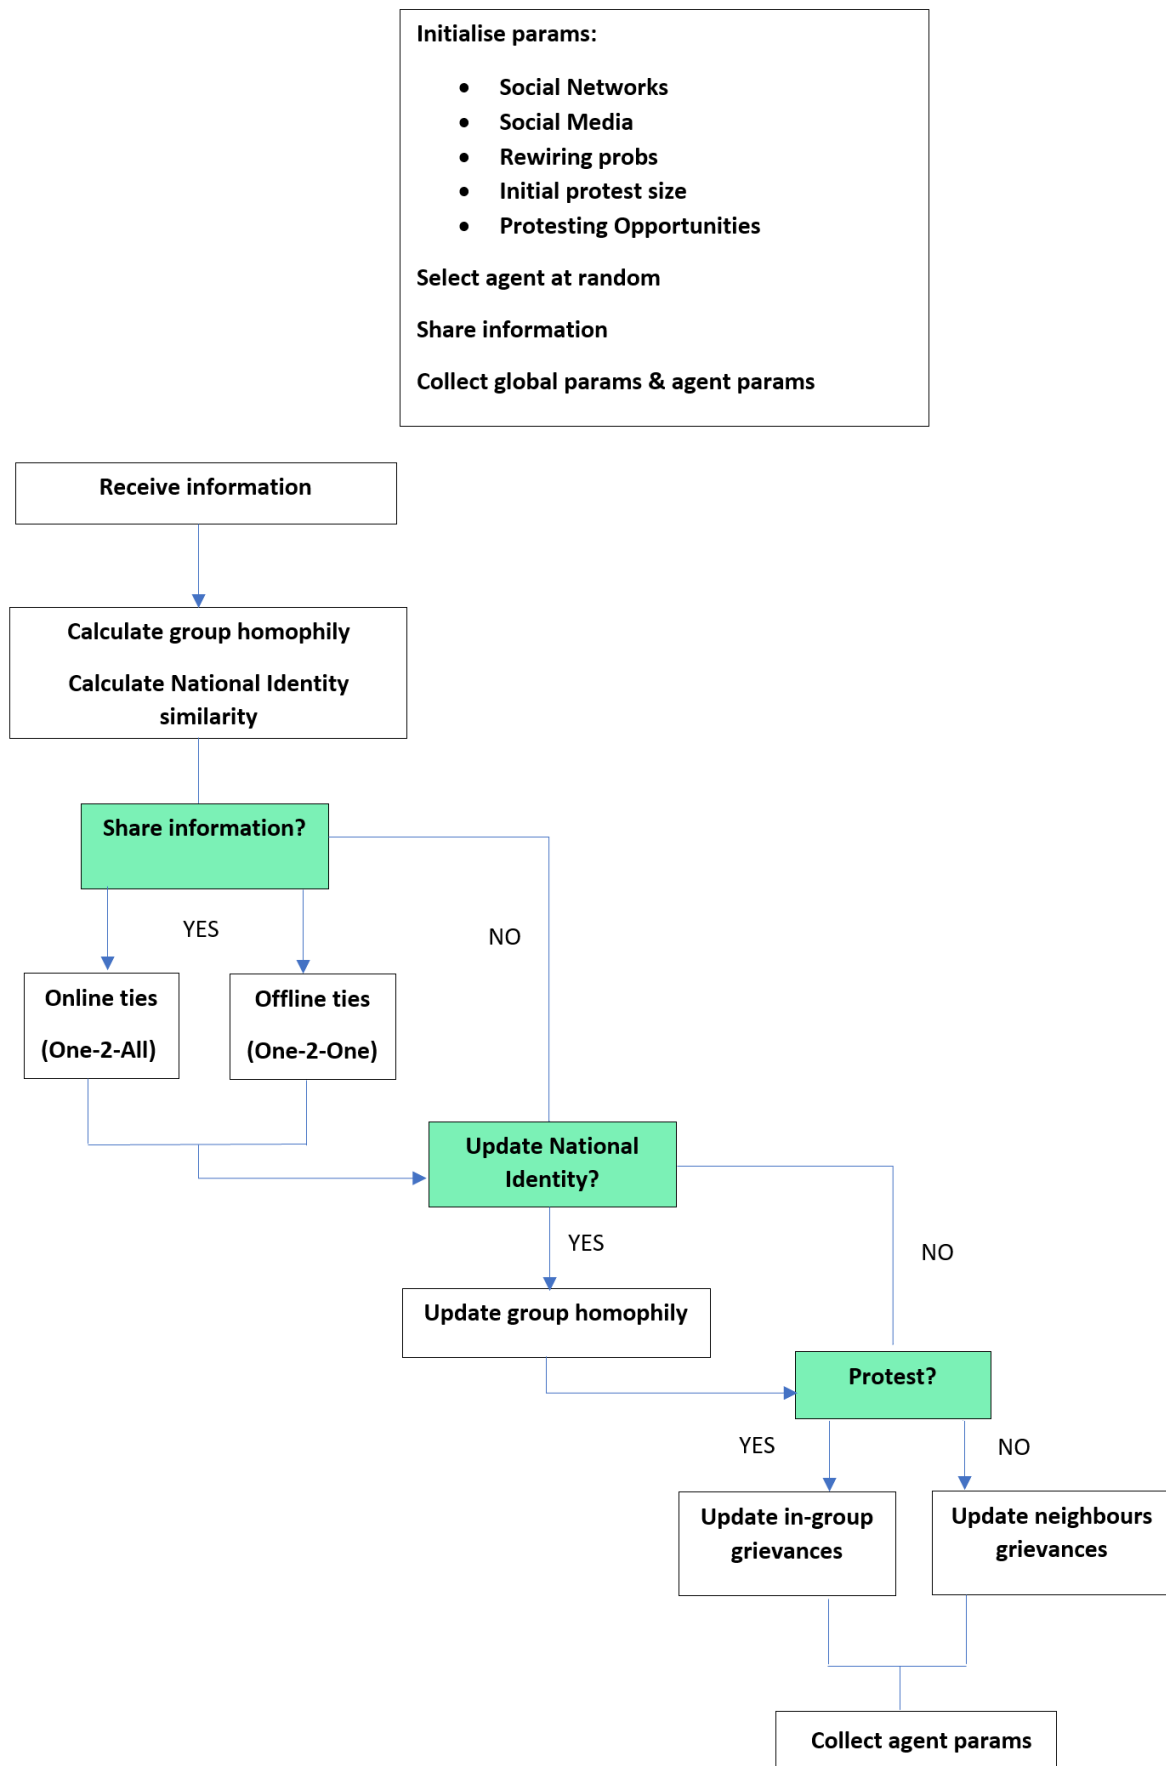 Initialise params:
• Social Networks
• Social Media
• Rewiring probs
• Initial protest size
• Protesting Opportunities
Select agent at random
Share information
Collect global params & agent params
Receive information
Calculate group homophily
Calculate National Identity
similarity
Share information?
YES
NO
Online ties
(One-2-All)
Offline ties
(One-2-One)
Update National
Identity?
YES
NO
Update group homophily
Protest?
YES
NO
Update in-group
grievances
Update neighbours
grievances
Collect agent params